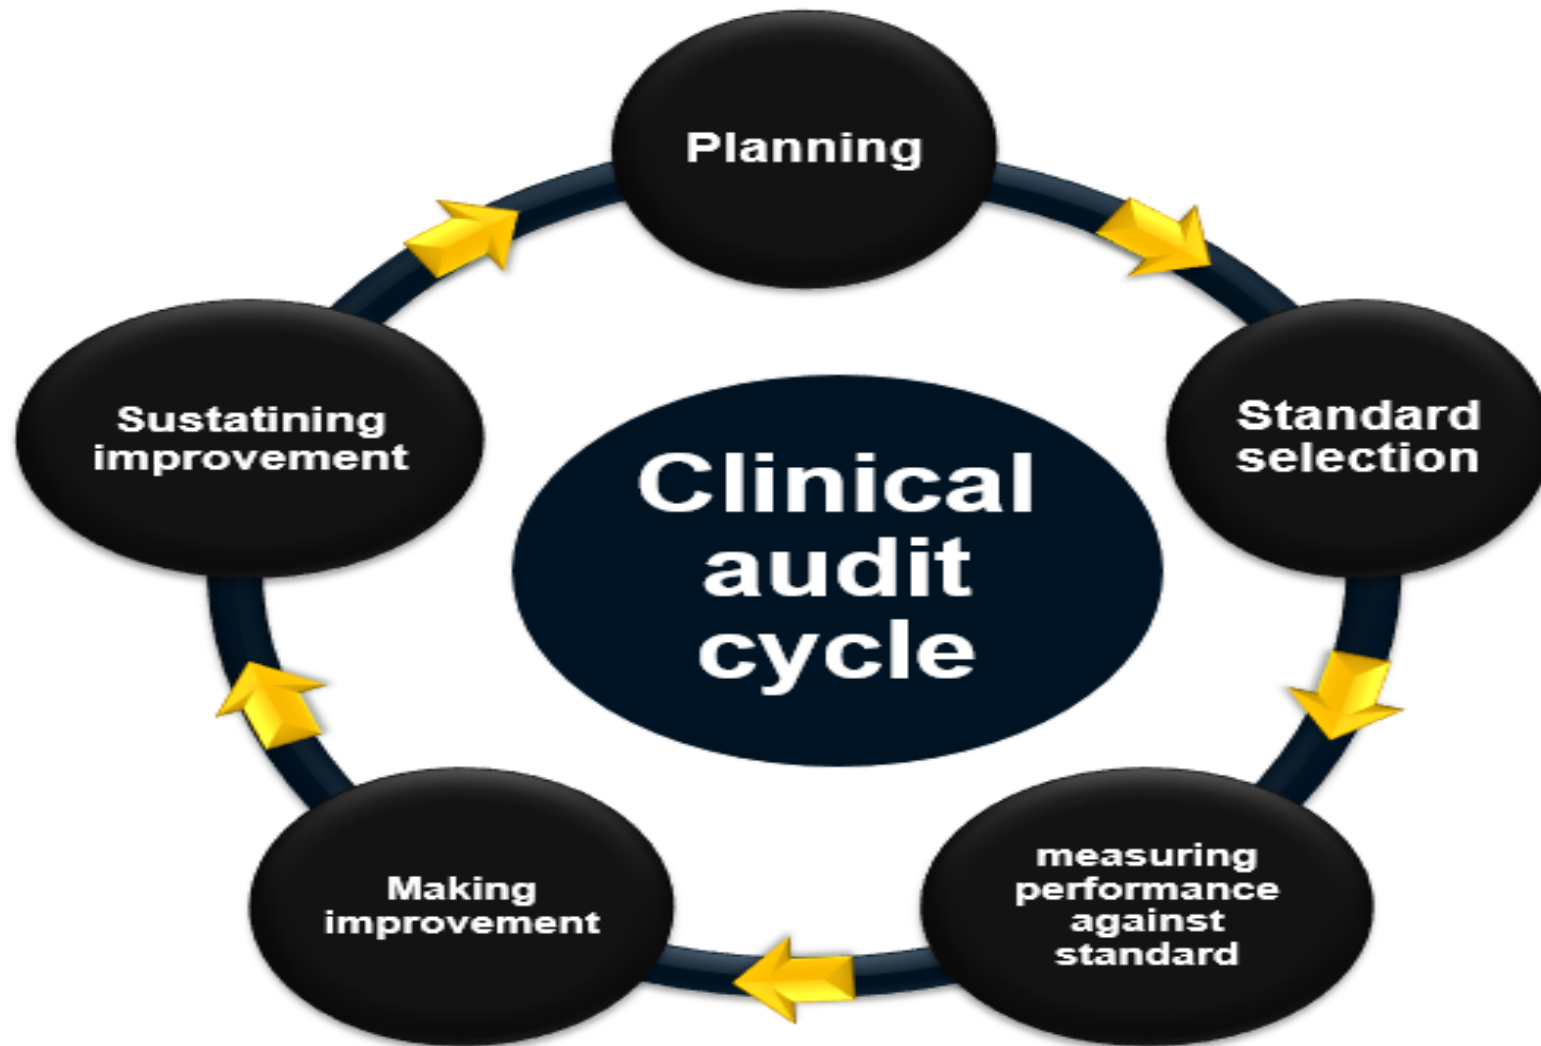 Planning
Standard
selection
measuring
performance
against
standard
Making
improvement
Sustatining
improvement
Clinical
audit
cycle